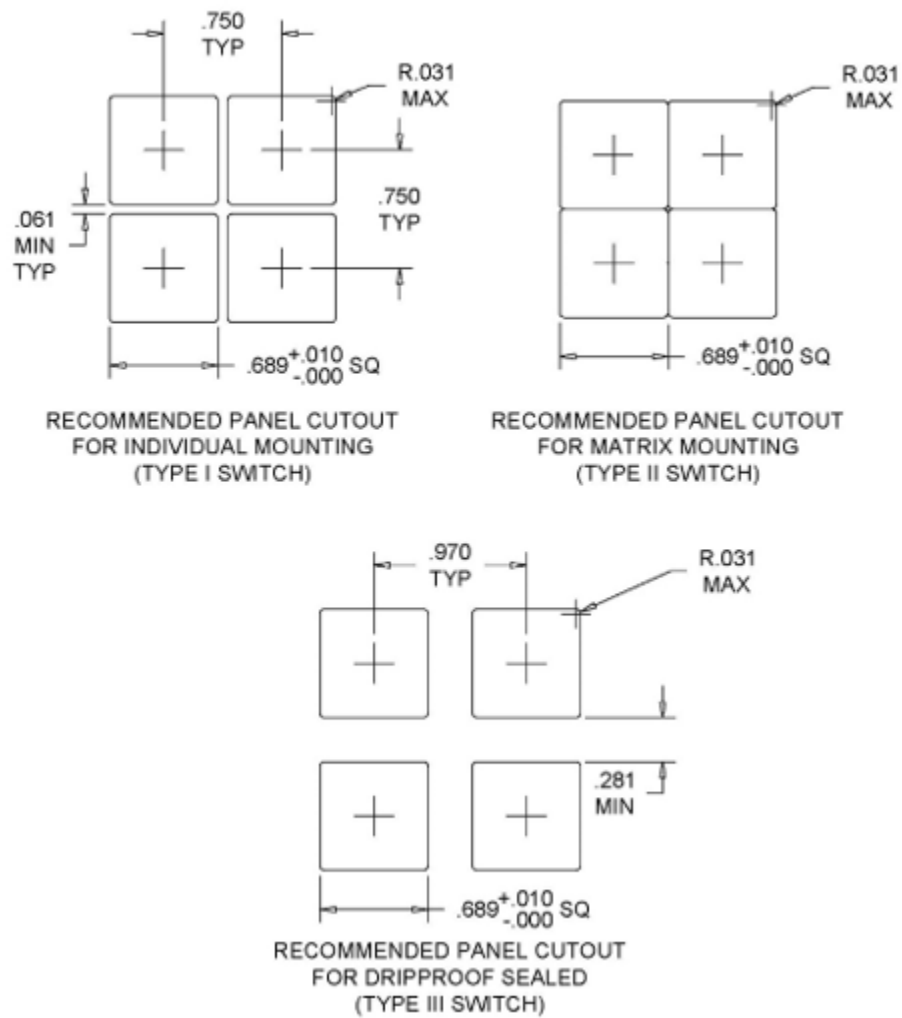 .750
TYP
R.031
MAX
.750
TYP
.061
MIN
TYP
.689 +.010 -.000 SQ
RECOMMENDED PANEL CUTOUT
FOR INDIVIDUAL MOUNTING
(TYPE I SWITCH)
R.031
MAX
.689 +.010 -.000 SQ
RECOMMENDED PANEL CUTOUT
FOR MATRIX MOUNTING
(TYPE II SWITCH)
.970
TYP
R.031
MAX
.281
MIN
.689 +.010 -.000 SQ
RECOMMENDED PANEL CUTOUT
FOR DRIPPROOF SEALED
(TYPE III SWITCH)